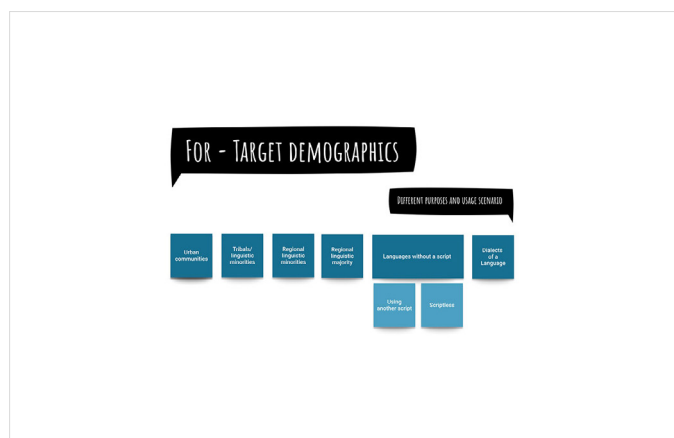 For - Target demographics
Different purposes and usage scenario
Urban
communities
Tribals/
linguistic
minorities
Regional
linguistic
minorities
Regional
linguistic
majority
Languages without a script
Dialects
of a
Language
Using
another script
Scriptless